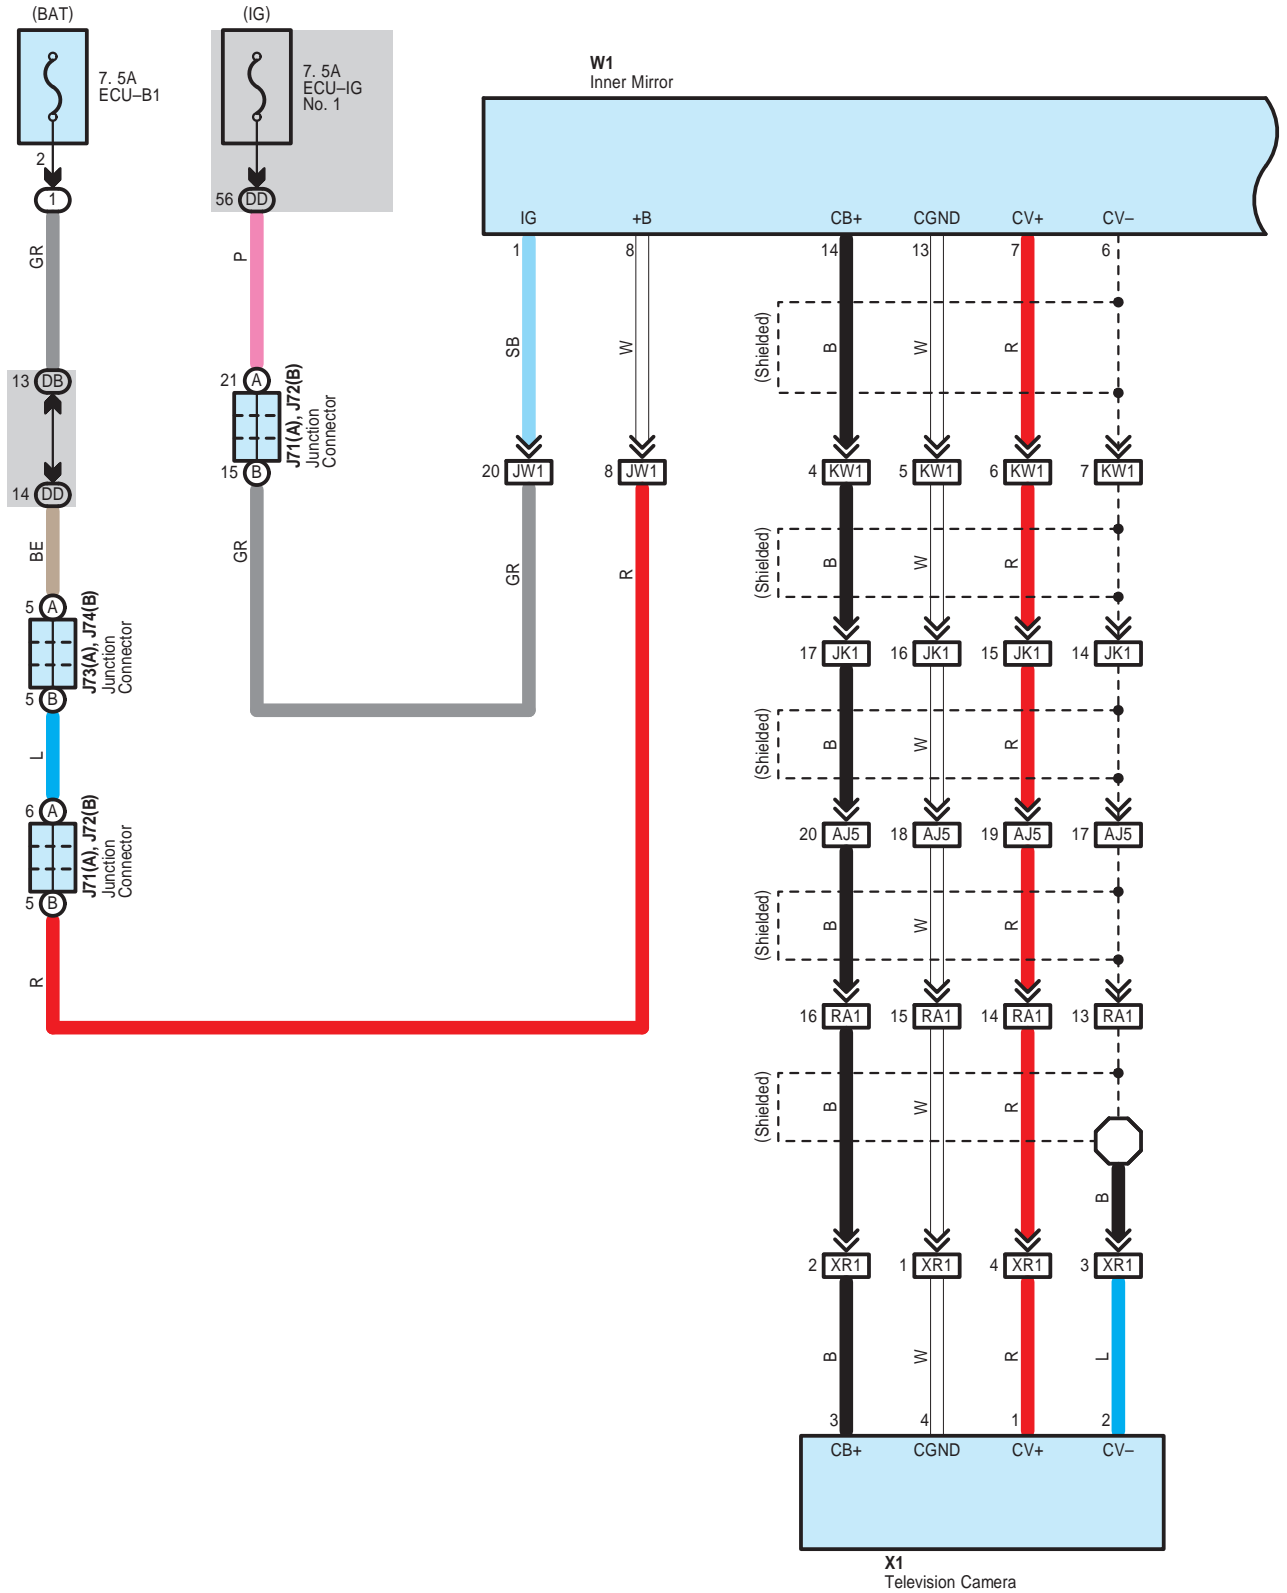 (BAT)
(IG)
7. 5A
ECU–B1
7. 5A
ECU–IG
No. 1
W1
Inner Mirror
2
1
56 DD
IG +B CB+ CGND CV+ CV–
1 8 14 13 7 6
GR
P
SB
W
(Shielded)
B
W
R
13 DB
21 A
J71(A), J72(B)
Junction
Connector
15 B
20 JW1
8 JW1
4 KW1
5 KW1
6 KW1
7 KW1
14 DD
BE
GR
GR
R
(Shielded)
B
W
R
5 A
J73(A), J74(B)
Junction
Connector
5 B
17 JK1
16 JK1
15 JK1
14 JK1
L
(Shielded)
B
W
R
6 A
J71(A), J72(B)
Junction
Connector
5 B
20 AJ5
18 AJ5
19 AJ5
17 AJ5
R
(Shielded)
B
W
R
16 RA1
15 RA1
14 RA1
13 RA1
(Shielded)
B
W
R
B
2 XR1
1 XR1
4 XR1
3 XR1
B
W
R
L
3 4 1 2
CB+ CGND CV+ CV–
X1
Television Camera